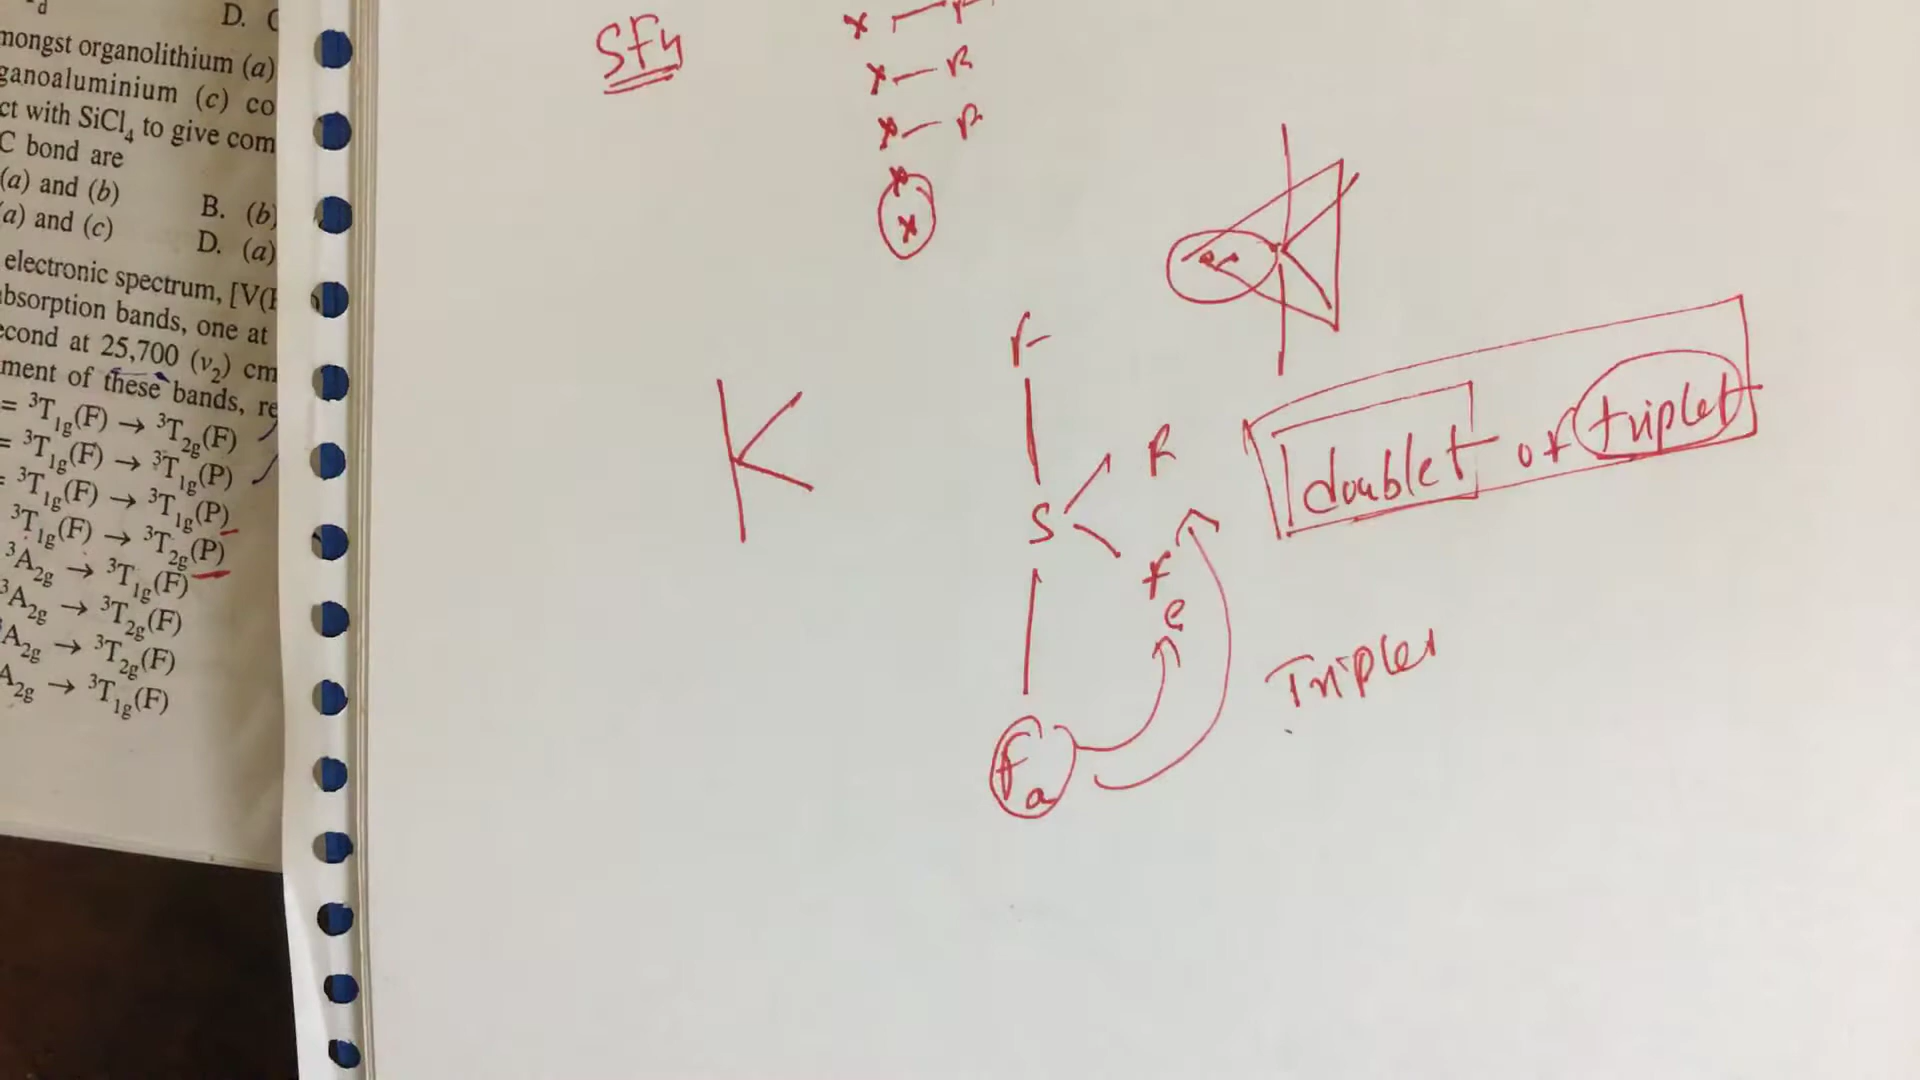 D.
mongst organolithium (a)
ganoaluminium (c) co
ct with SiCl4 to give com
C bond are
(a) and (b)
B. (b)
a) and (c)
D. (a)
electronic spectrum, [V(
bsorption bands, one at
econd at 25,700 (ν2) cm
ment of these bands, re
= ³T1g(F) → ³T2g(F)
= ³T1g(F) → ³T1g(P)
= ³T1g(F) → ³T1g(P)
³T1g(F) → ³T2g(P)
³A2g → ³T1g(F)
³A2g → ³T2g(F)
A2g → ³T2g(F)
A2g → ³T1g(F)
SF4
x — F
x — F
x — F
x
x
F
S
F
F
e
Fa
doublet or triplet
Triplet